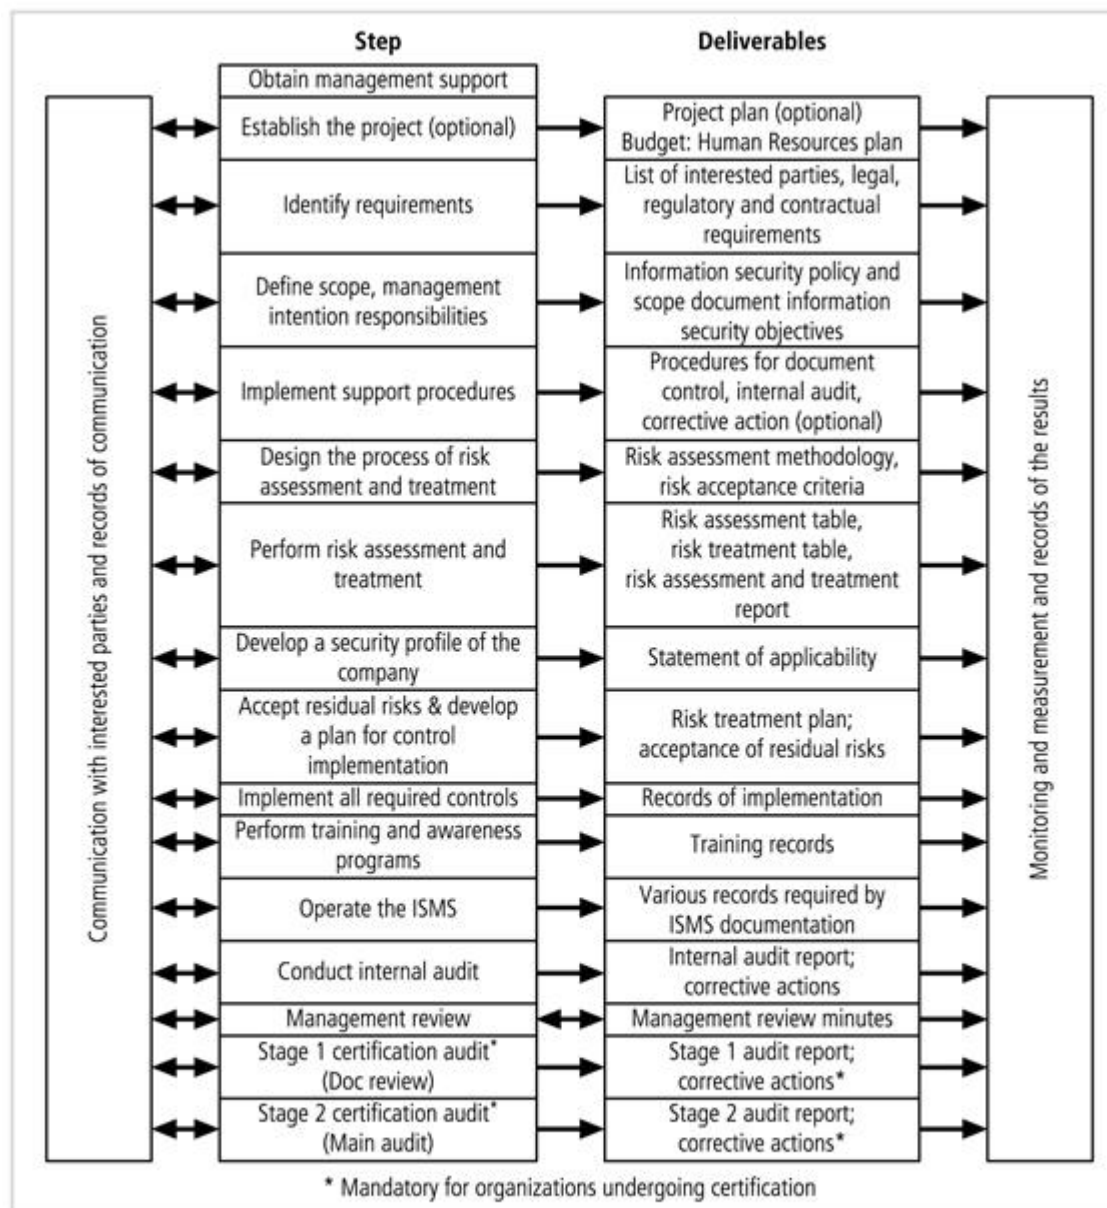 Step
Deliverables
Obtain management support
Establish the project (optional)
Project plan (optional)
Budget: Human Resources plan
Identify requirements
List of interested parties, legal,
regulatory and contractual
requirements
Define scope, management
intention responsibilities
Information security policy and
scope document information
security objectives
Implement support procedures
Procedures for document
control, internal audit,
corrective action (optional)
Design the process of risk
assessment and treatment
Risk assessment methodology,
risk acceptance criteria
Perform risk assessment and
treatment
Risk assessment table,
risk treatment table,
risk assessment and treatment
report
Develop a security profile of the
company
Statement of applicability
Accept residual risks & develop
a plan for control
implementation
Risk treatment plan;
acceptance of residual risks
Implement all required controls
Records of implementation
Perform training and awareness
programs
Training records
Operate the ISMS
Various records required by
ISMS documentation
Conduct internal audit
Internal audit report;
corrective actions
Management review
Management review minutes
Stage 1 certification audit*
(Doc review)
Stage 1 audit report;
corrective actions*
Stage 2 certification audit*
(Main audit)
Stage 2 audit report;
corrective actions*
Communication with interested parties and records of communication
Monitoring and measurement and records of the results
* Mandatory for organizations undergoing certification